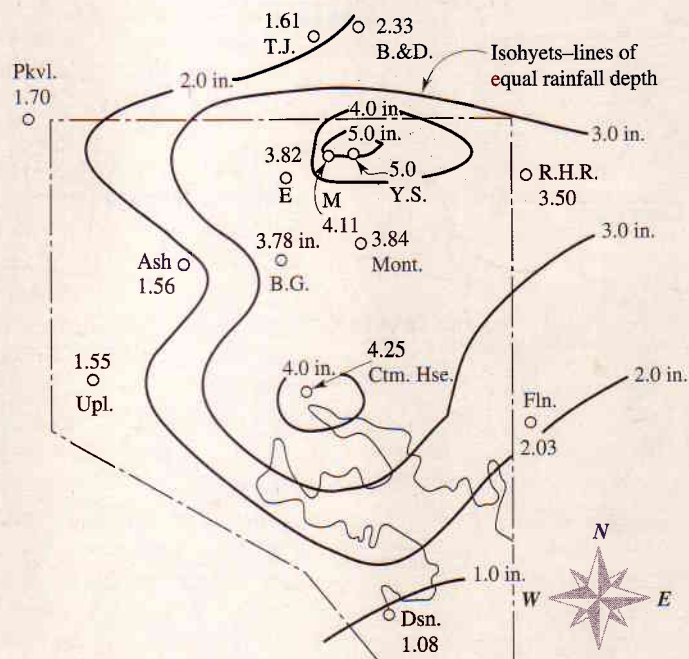 1.61
T.J.
2.33
B.&D.
Isohyets–lines of
equal rainfall depth
Pkvl.
1.70
2.0 in.
4.0 in.
3.0 in.
5.0 in.
3.82
E
M
5.0
Y.S.
R.H.R.
3.50
4.11
3.78 in.
B.G.
3.84
Mont.
3.0 in.
Ash
1.56
1.55
Upl.
4.0 in.
4.25
Ctm. Hse.
2.0 in.
Fln.
2.03
N
W
E
S
1.0 in.
Dsn.
1.08